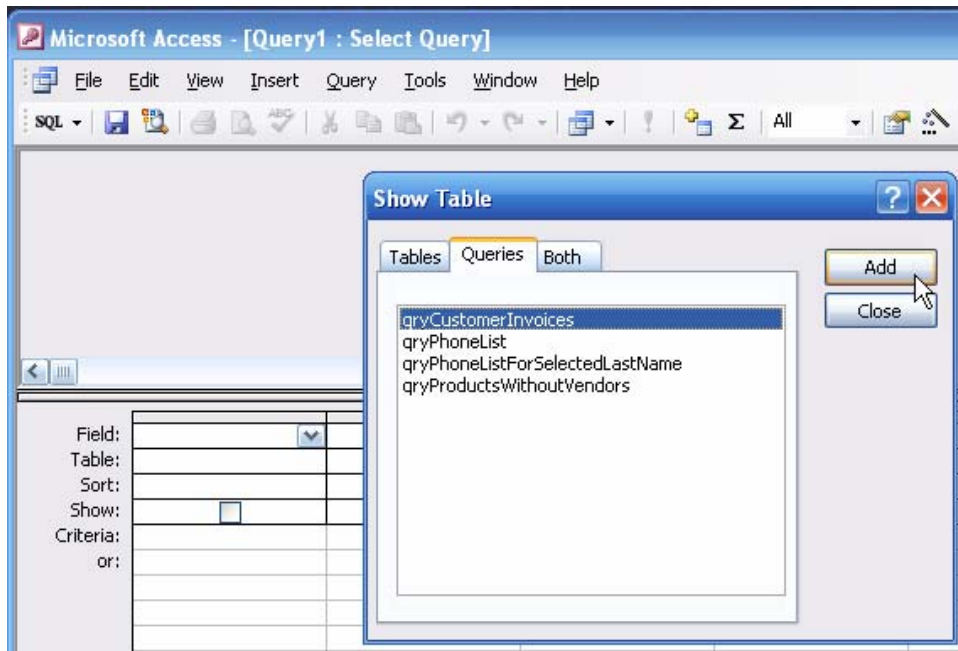 Microsoft Access - [Query1 : Select Query]
File Edit View Insert Query Tools Window Help
SQL ABC Σ All
Show Table ?
Tables Queries Both
Add
Close
qryCustomerInvoices
qryPhoneList
qryPhoneListForSelectedLastName
qryProductsWithoutVendors
Field:
Table:
Sort:
Show:
Criteria:
or: